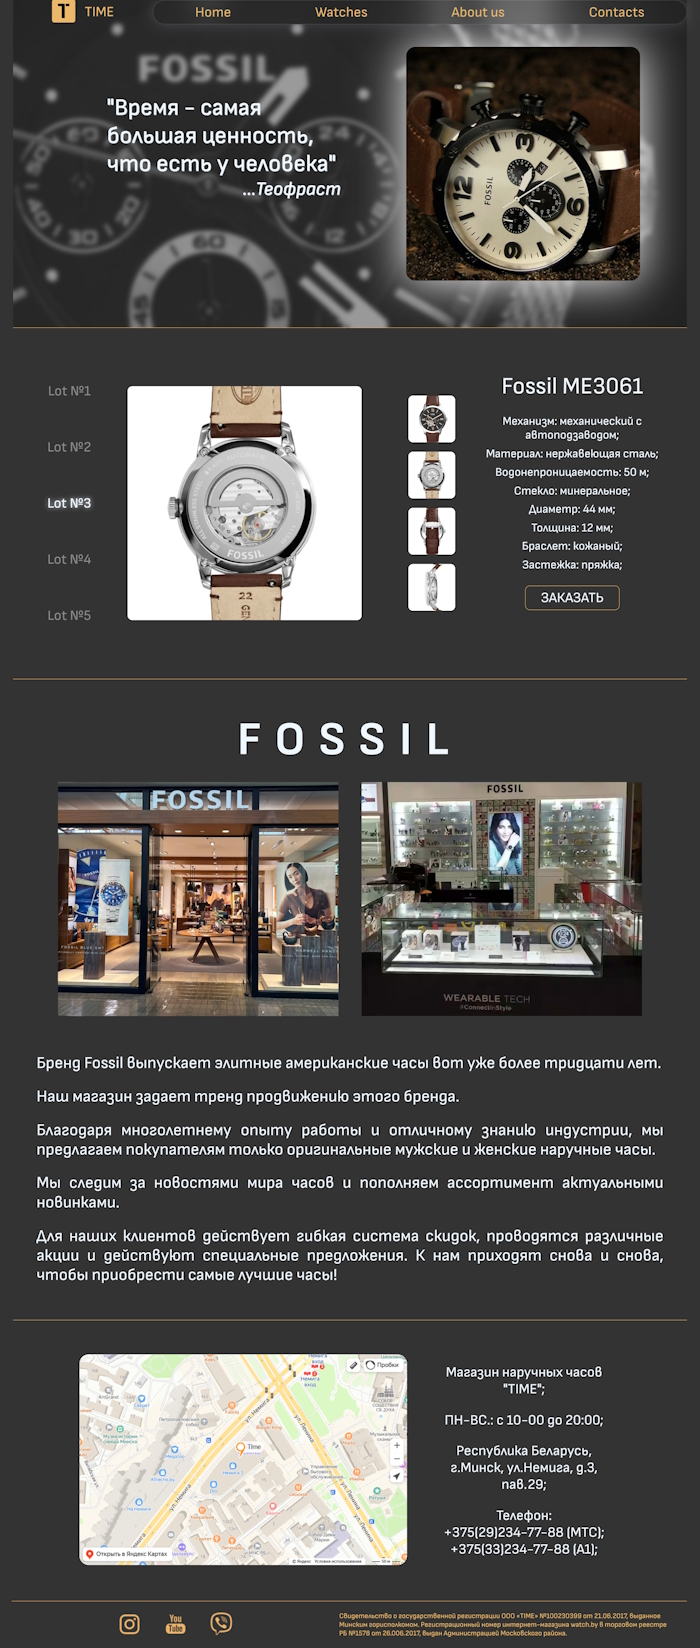 T TIME Home Watches About us Contacts
FOSSIL
"Время - самая
большая ценность,
что есть у человека"
...Теофраст
FOSSIL
Fossil ME3061
Lot №1
Lot №2
Lot №3
Lot №4
Lot №5
FOSSIL
22
Механизм: механический с
автоподзаводом;
Материал: нержавеющая сталь;
Водонепроницаемость: 50 м;
Стекло: минеральное;
Диаметр: 44 мм;
Толщина: 12 мм;
Браслет: кожаный;
Застежка: пряжка;
ЗАКАЗАТЬ
FOSSIL
FOSSIL
FOSSIL
WEARABLE TECH
#ConnectInStyle
Бренд Fossil выпускает элитные американские часы вот уже более тридцати лет.
Наш магазин задает тренд продвижению этого бренда.
Благодаря многолетнему опыту работы и отличному знанию индустрии, мы
предлагаем покупателям только оригинальные мужские и женские наручные часы.
Мы следим за новостями мира часов и пополняем ассортимент актуальными
новинками.
Для наших клиентов действует гибкая система скидок, проводятся различные
акции и действуют специальные предложения. К нам приходят снова и снова,
чтобы приобрести самые лучшие часы!
Пробки
Немига
вход
Time
ул.Немига
ул.Ленина
Открыть в Яндекс Картах
© Яндекс Условия использования
Магазин наручных часов
"TIME";
ПН-ВС.: с 10-00 до 20:00;
Республика Беларусь,
г.Минск, ул.Немига, д.3,
пав.29;
Телефон:
+375(29)234-77-88 (МТС);
+375(33)234-77-88 (А1);
You
Tube
Свидетельство о государственной регистрации ООО «TIME» №100230399 от 21.06.2017, выданное
Минским горисполкомом. Регистрационный номер интернет-магазина watch.by в торговом реестре
РБ №1578 от 26.006.2017, выдан Администрацией Московского района.